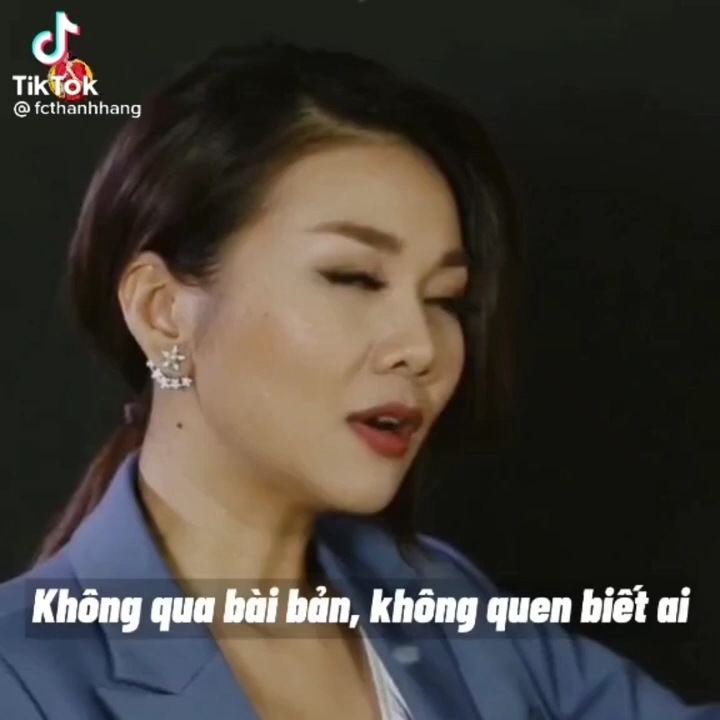 TikTok
@fcthanhhang
Không qua bài bản, không quen biết ai